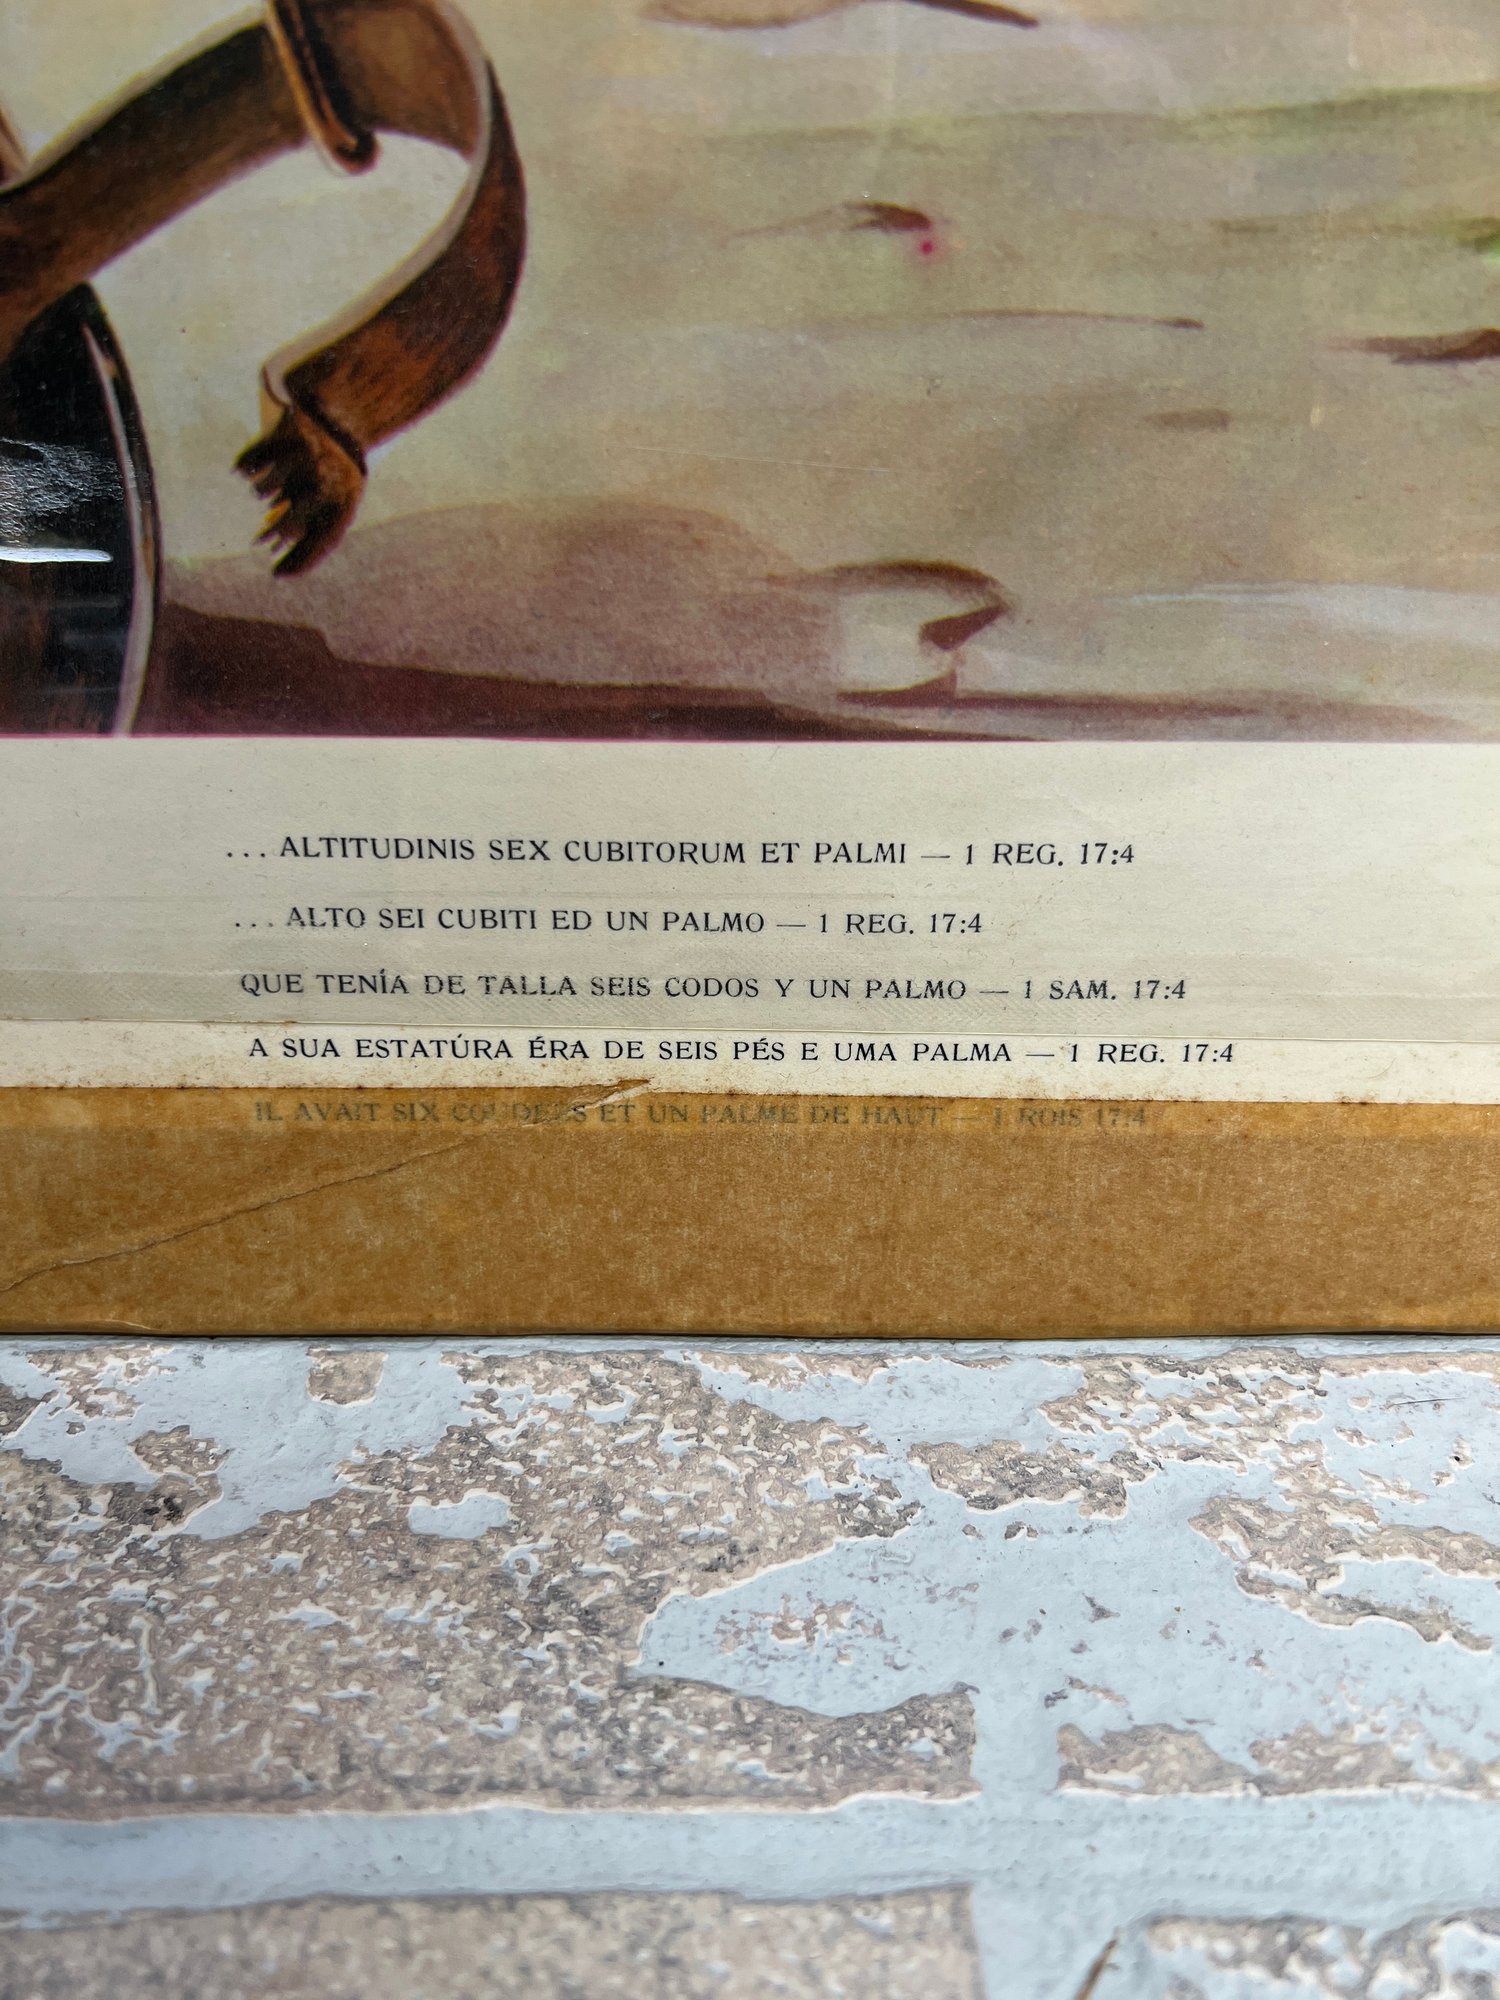 ... ALTITUDINIS SEX CUBITORUM ET PALMI — 1 REG. 17:4
... ALTO SEI CUBITI ED UN PALMO — 1 REG. 17:4
QUE TENÍA DE TALLA SEIS CODOS Y UN PALMO — 1 SAM. 17:4
A SUA ESTATÚRA ÉRA DE SEIS PÉS E UMA PALMA — 1 REG. 17:4
IL AVAIT SIX COUDEES ET UN PALME DE HAUT — 1 ROIS 17:4